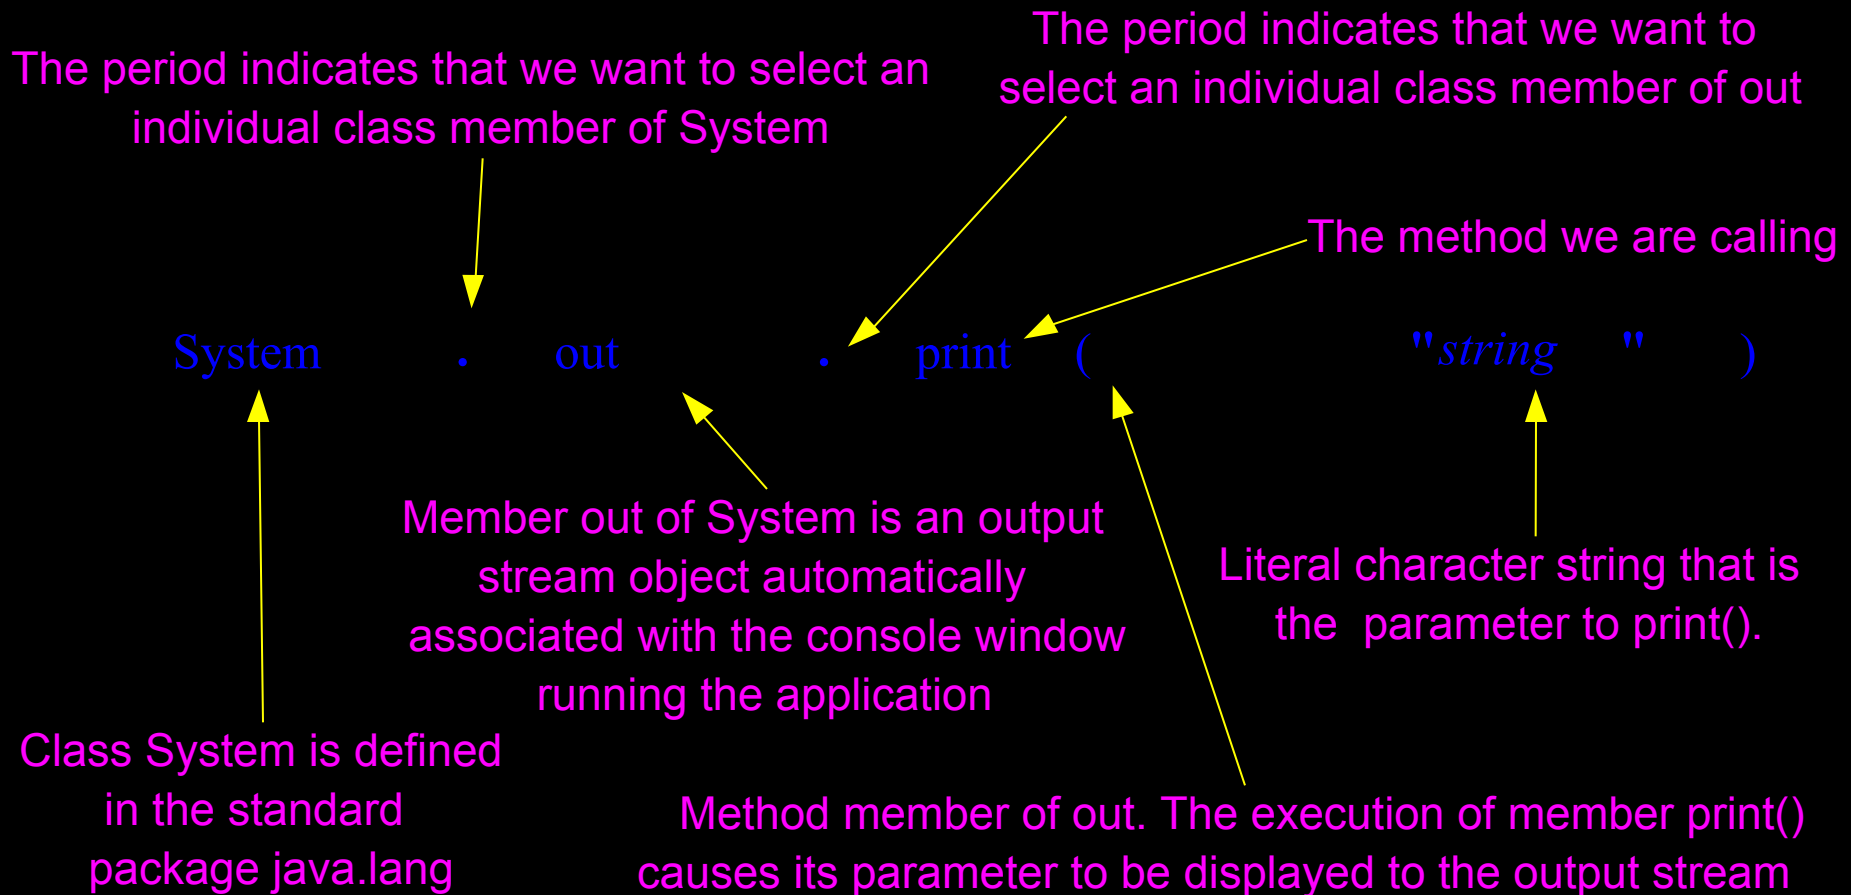 The period indicates that we want to select an
individual class member of System
The period indicates that we want to
select an individual class member of out
The method we are calling
System . out . print ( "string " )
Member out of System is an output
stream object automatically
associated with the console window
running the application
Literal character string that is
the  parameter to print().
Class System is defined
in the standard
package java.lang
Method member of out. The execution of member print()
causes its parameter to be displayed to the output stream